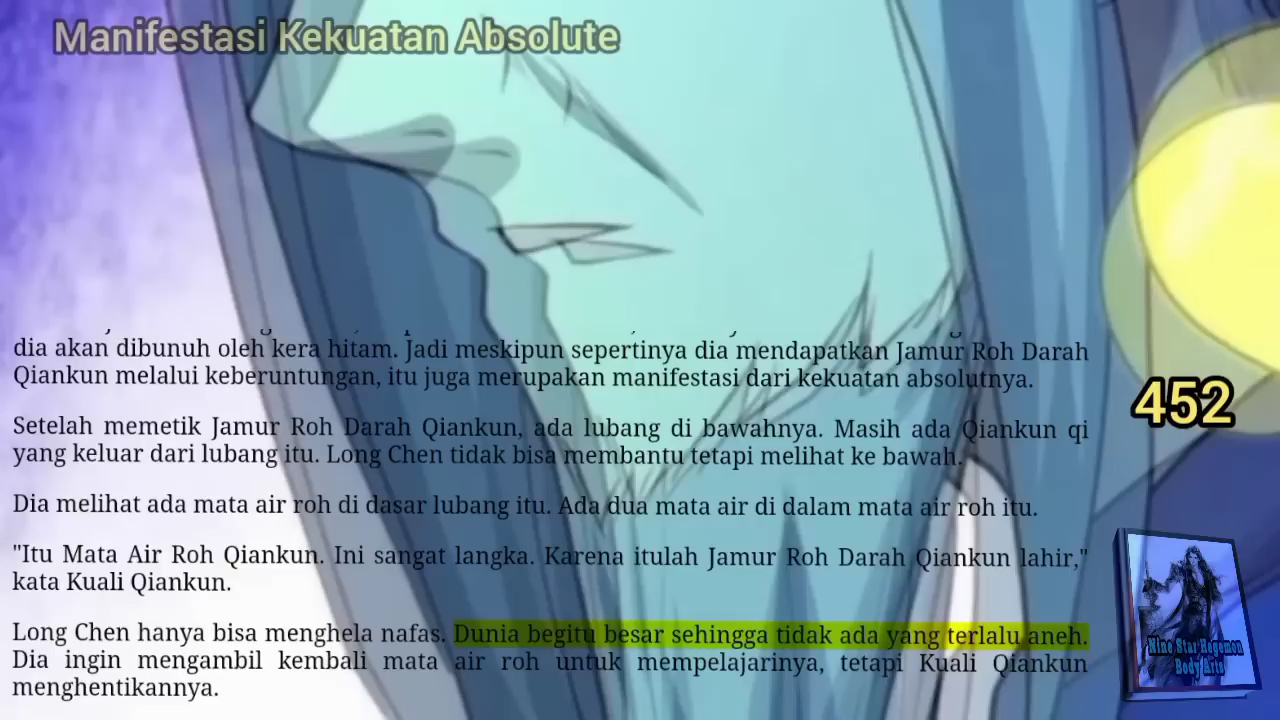 Manifestasi Kekuatan Absolute
dia akan dibunuh oleh kera hitam. Jadi meskipun sepertinya dia mendapatkan Jamur Roh Darah
Qiankun melalui keberuntungan, itu juga merupakan manifestasi dari kekuatan absolutnya.
452
Setelah memetik Jamur Roh Darah Qiankun, ada lubang di bawahnya. Masih ada Qiankun qi
yang keluar dari lubang itu. Long Chen tidak bisa membantu tetapi melihat ke bawah.
Dia melihat ada mata air roh di dasar lubang itu. Ada dua mata air di dalam mata air roh itu.
"Itu Mata Air Roh Qiankun. Ini sangat langka. Karena itulah Jamur Roh Darah Qiankun lahir,"
kata Kuali Qiankun.
Long Chen hanya bisa menghela nafas. Dunia begitu besar sehingga tidak ada yang terlalu aneh.
Dia ingin mengambil kembali mata air roh untuk mempelajarinya, tetapi Kuali Qiankun
menghentikannya.
Nine Star Hegemon
Body Arts